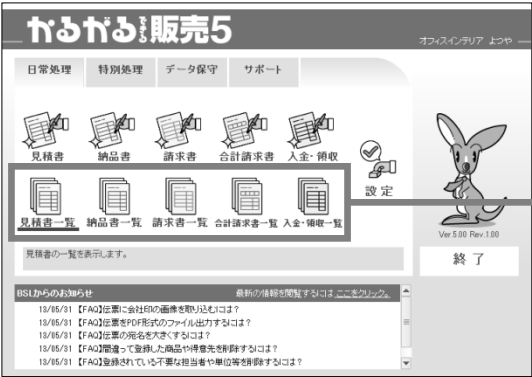 かるがるできる販売5
オフィスインテリア よつや
日常処理 特別処理 データ保守 サポート
見積書 納品書 請求書 合計請求書 入金・領収
設定
見積書一覧 納品書一覧 請求書一覧 合計請求書一覧 入金・領収一覧
Ver.5.00 Rev.1.00
見積書の一覧を表示します。
終了
BSLからのお知らせ 最新の情報を閲覧するには ここをクリック。
13/05/31 【FAQ】伝票に会社印の画像を取り込むには？
13/05/31 【FAQ】伝票をPDF形式のファイル出力するには？
13/05/31 【FAQ】伝票の宛名を大きくするには？
13/05/31 【FAQ】間違って登録した商品や得意先を削除するには？
13/05/31 【FAQ】登録されている不要な担当者や単位等を削除するには？